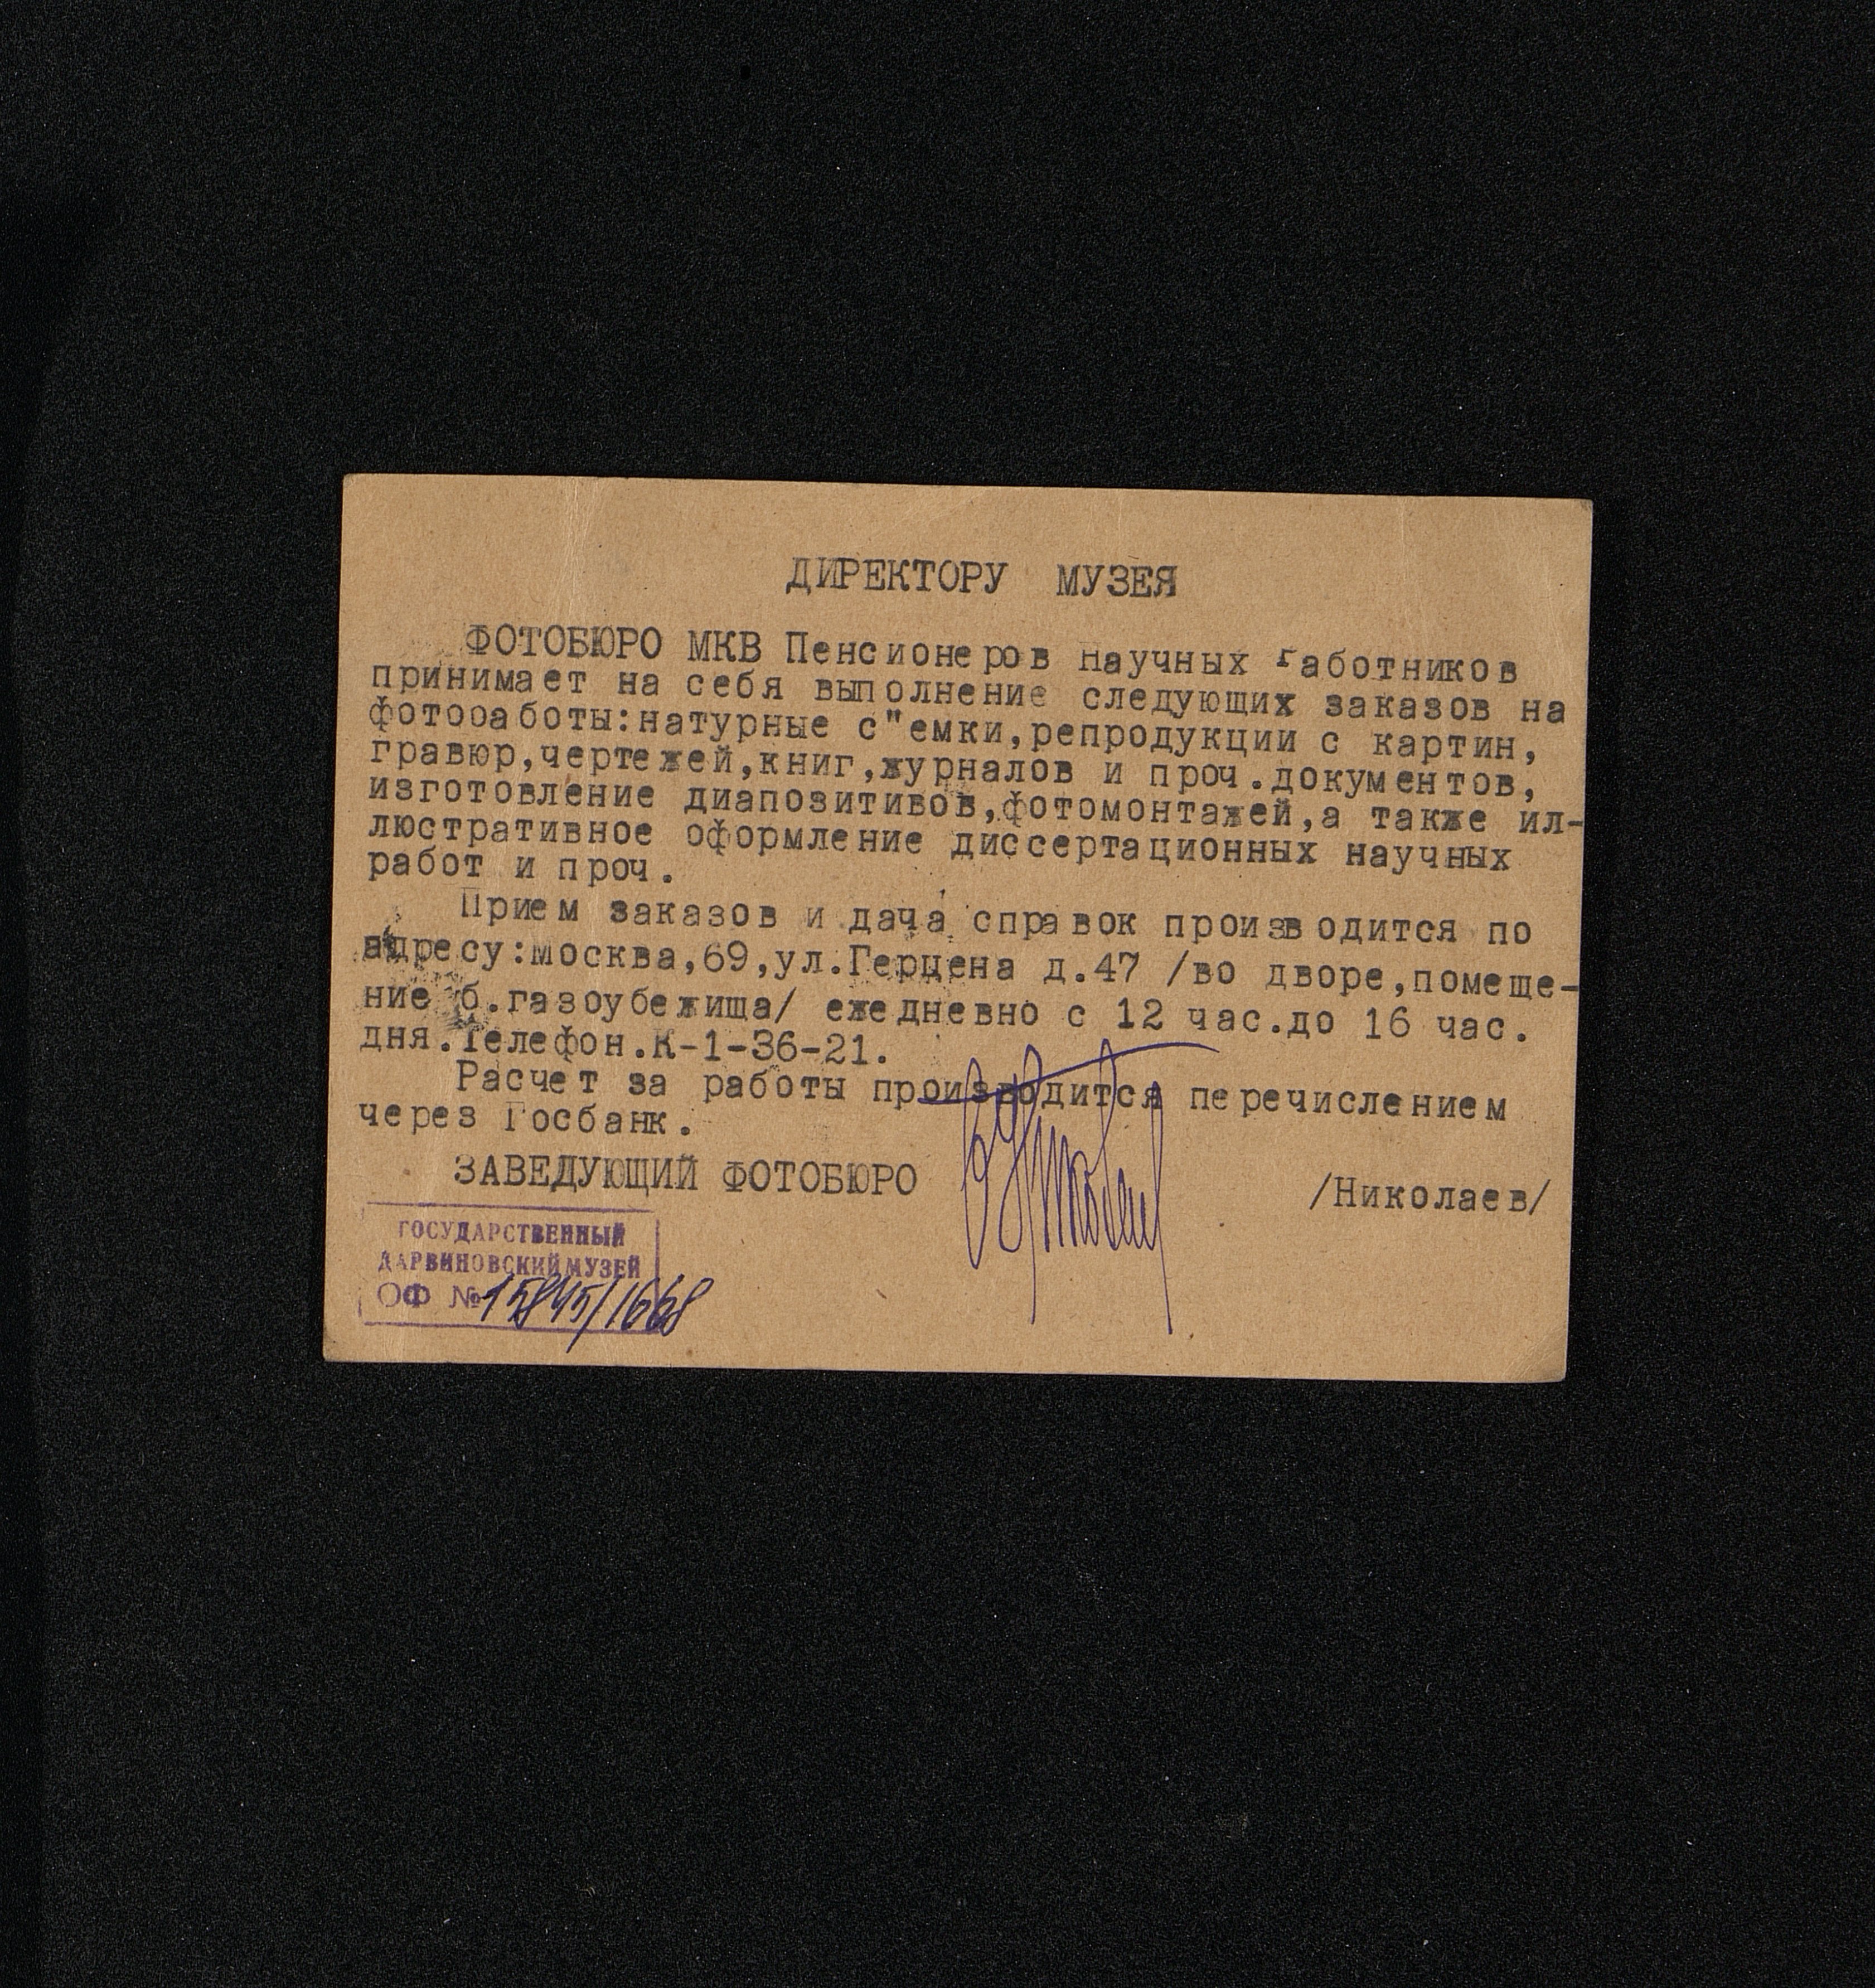 ДИРЕКТОРУ МУЗЕЯ
ФОТОБЮРО МКВ Пенсионеров Научных Работников
принимает на себя выполнение следующих заказов на
фотоработы:натурные с"емки,репродукции с картин,
гравюр,чертежей,книг,журналов и проч.документов,
изготовление диапозитивов,фотомонтажей,а также ил-
люстративное оформление диссертационных научных
работ и проч.
Прием заказов и дача справок производится по
адресу:москва,69,ул.Герцена д.47 /во дворе,помеще-
ние б.газоубежища/ ежедневно с 12 час.до 16 час.
дня.Телефон.К-1-36-21.
Расчет за работы производится перечислением
через Госбанк.
ЗАВЕДУЮЩИЙ ФОТОБЮРО /Николаев/
ГОСУДАРСТВЕННЫЙ
ДАРВИНОВСКИЙ МУЗЕЙ
ОФ № 15845/1668